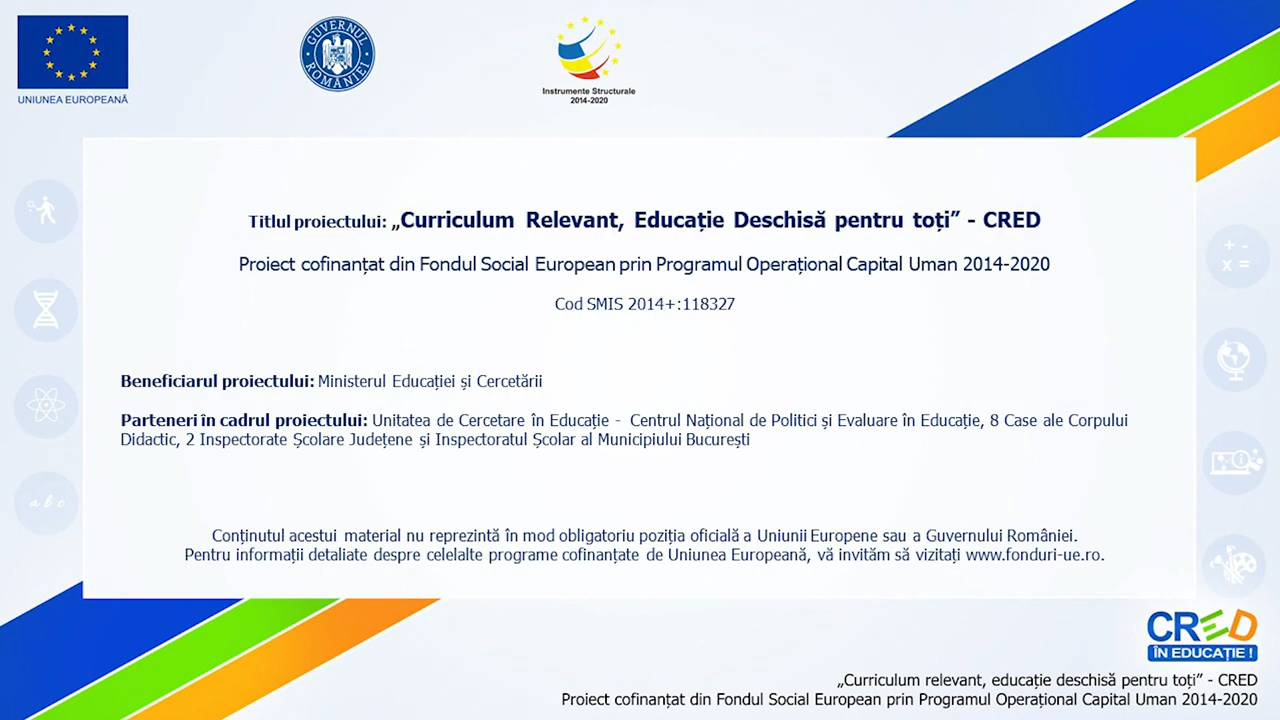 UNIUNEA EUROPEANĂ
GUVERNUL ROMÂNIEI
Instrumente Structurale
2014-2020
Titlul proiectului: „Curriculum Relevant, Educație Deschisă pentru toți” - CRED
Proiect cofinanțat din Fondul Social European prin Programul Operațional Capital Uman 2014-2020
Cod SMIS 2014+:118327
Beneficiarul proiectului: Ministerul Educației și Cercetării
Parteneri în cadrul proiectului: Unitatea de Cercetare în Educație - Centrul Național de Politici și Evaluare în Educație, 8 Case ale Corpului
Didactic, 2 Inspectorate Școlare Județene și Inspectoratul Școlar al Municipiului București
Conținutul acestui material nu reprezintă în mod obligatoriu poziția oficială a Uniunii Europene sau a Guvernului României.
Pentru informații detaliate despre celelalte programe cofinanțate de Uniunea Europeană, vă invităm să vizitați www.fonduri-ue.ro.
+ -
x =
a b c
CRED
ÎN EDUCAȚIE !
„Curriculum relevant, educație deschisă pentru toți” - CRED
Proiect cofinanțat din Fondul Social European prin Programul Operațional Capital Uman 2014-2020